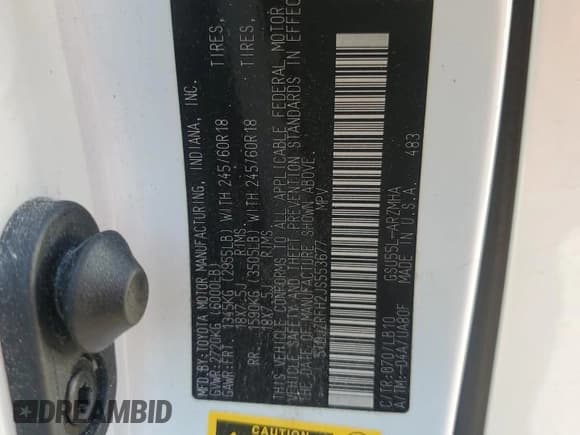 MFD. BY: TOYOTA MOTOR MANUFACTURING, INDIANA, INC.
GVWR: 2720KG (6000LB)
GAWR: FRT. 1345KG (2955LB) WITH 245/60R18 TIRES,
18X7.5J RIMS,
RR. 1590KG (3505LB) WITH 245/60R18 TIRES,
18X7.5J RIMS,
THIS VEHICLE CONFORMS TO ALL APPLICABLE FEDERAL MOTOR
VEHICLE SAFETY AND THEFT PREVENTION STANDARDS IN EFFECT
ON THE DATE OF MANUFACTURE SHOWN ABOVE.
MPV
C/TR: 070/LB10 GSU55L-ARZMHA
A/TM: -04A/UA80F MADE IN U.S.A. 483
DREAMBID